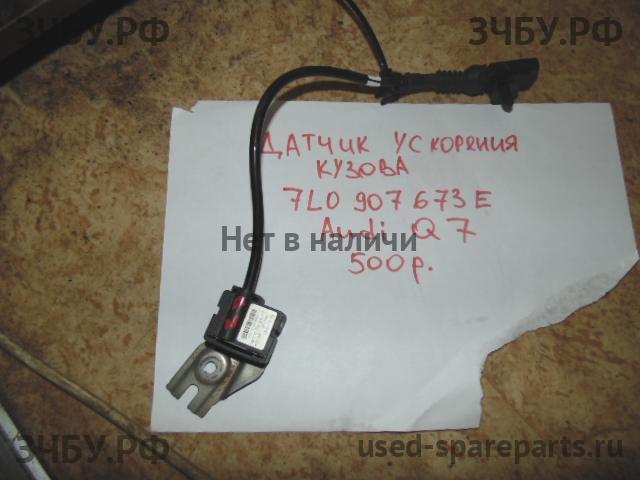 ЗЧБУ.РФ
ЗЧБУ.РФ
ДАТЧИК УСКОРЕНИЯ
КУЗОВА
7L0 907 673 E
Audi Q 7
Нет в наличи
500р.
ЗЧБУ.РФ
used-spareparts.ru